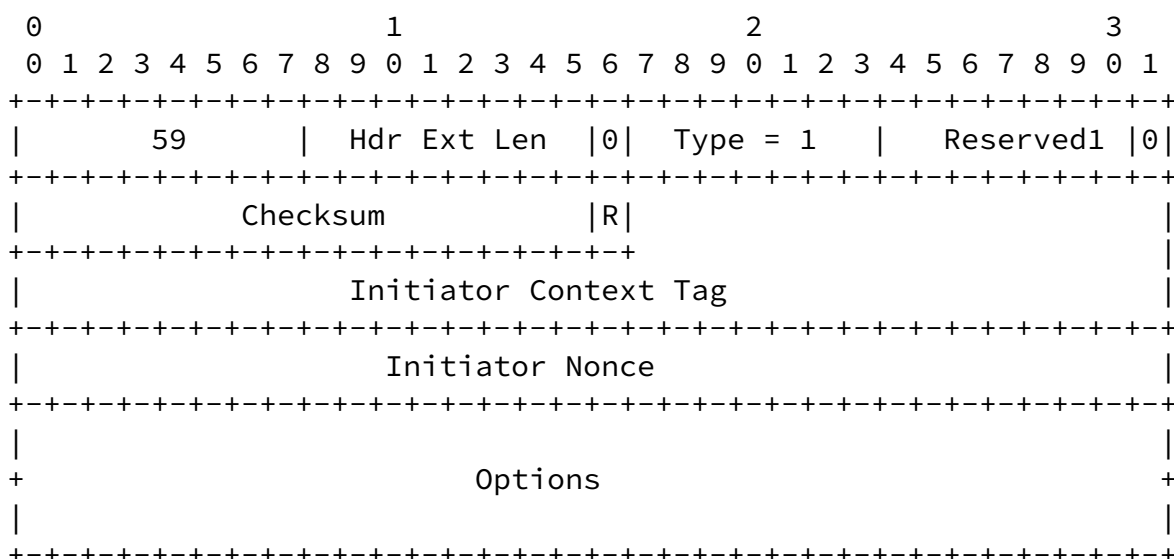 0                   1                   2                   3
 0 1 2 3 4 5 6 7 8 9 0 1 2 3 4 5 6 7 8 9 0 1 2 3 4 5 6 7 8 9 0 1
+-+-+-+-+-+-+-+-+-+-+-+-+-+-+-+-+-+-+-+-+-+-+-+-+-+-+-+-+-+-+-+-+
|       59      |  Hdr Ext Len  |0|  Type = 1   |   Reserved1 |0|
+-+-+-+-+-+-+-+-+-+-+-+-+-+-+-+-+-+-+-+-+-+-+-+-+-+-+-+-+-+-+-+-+
|            Checksum           |R|                             |
+-+-+-+-+-+-+-+-+-+-+-+-+-+-+-+-+-+                             |
|                  Initiator Context Tag                        |
+-+-+-+-+-+-+-+-+-+-+-+-+-+-+-+-+-+-+-+-+-+-+-+-+-+-+-+-+-+-+-+-+
|                    Initiator Nonce                            |
+-+-+-+-+-+-+-+-+-+-+-+-+-+-+-+-+-+-+-+-+-+-+-+-+-+-+-+-+-+-+-+-+
|                                                               |
+                         Options                               +
|                                                               |
+-+-+-+-+-+-+-+-+-+-+-+-+-+-+-+-+-+-+-+-+-+-+-+-+-+-+-+-+-+-+-+-+